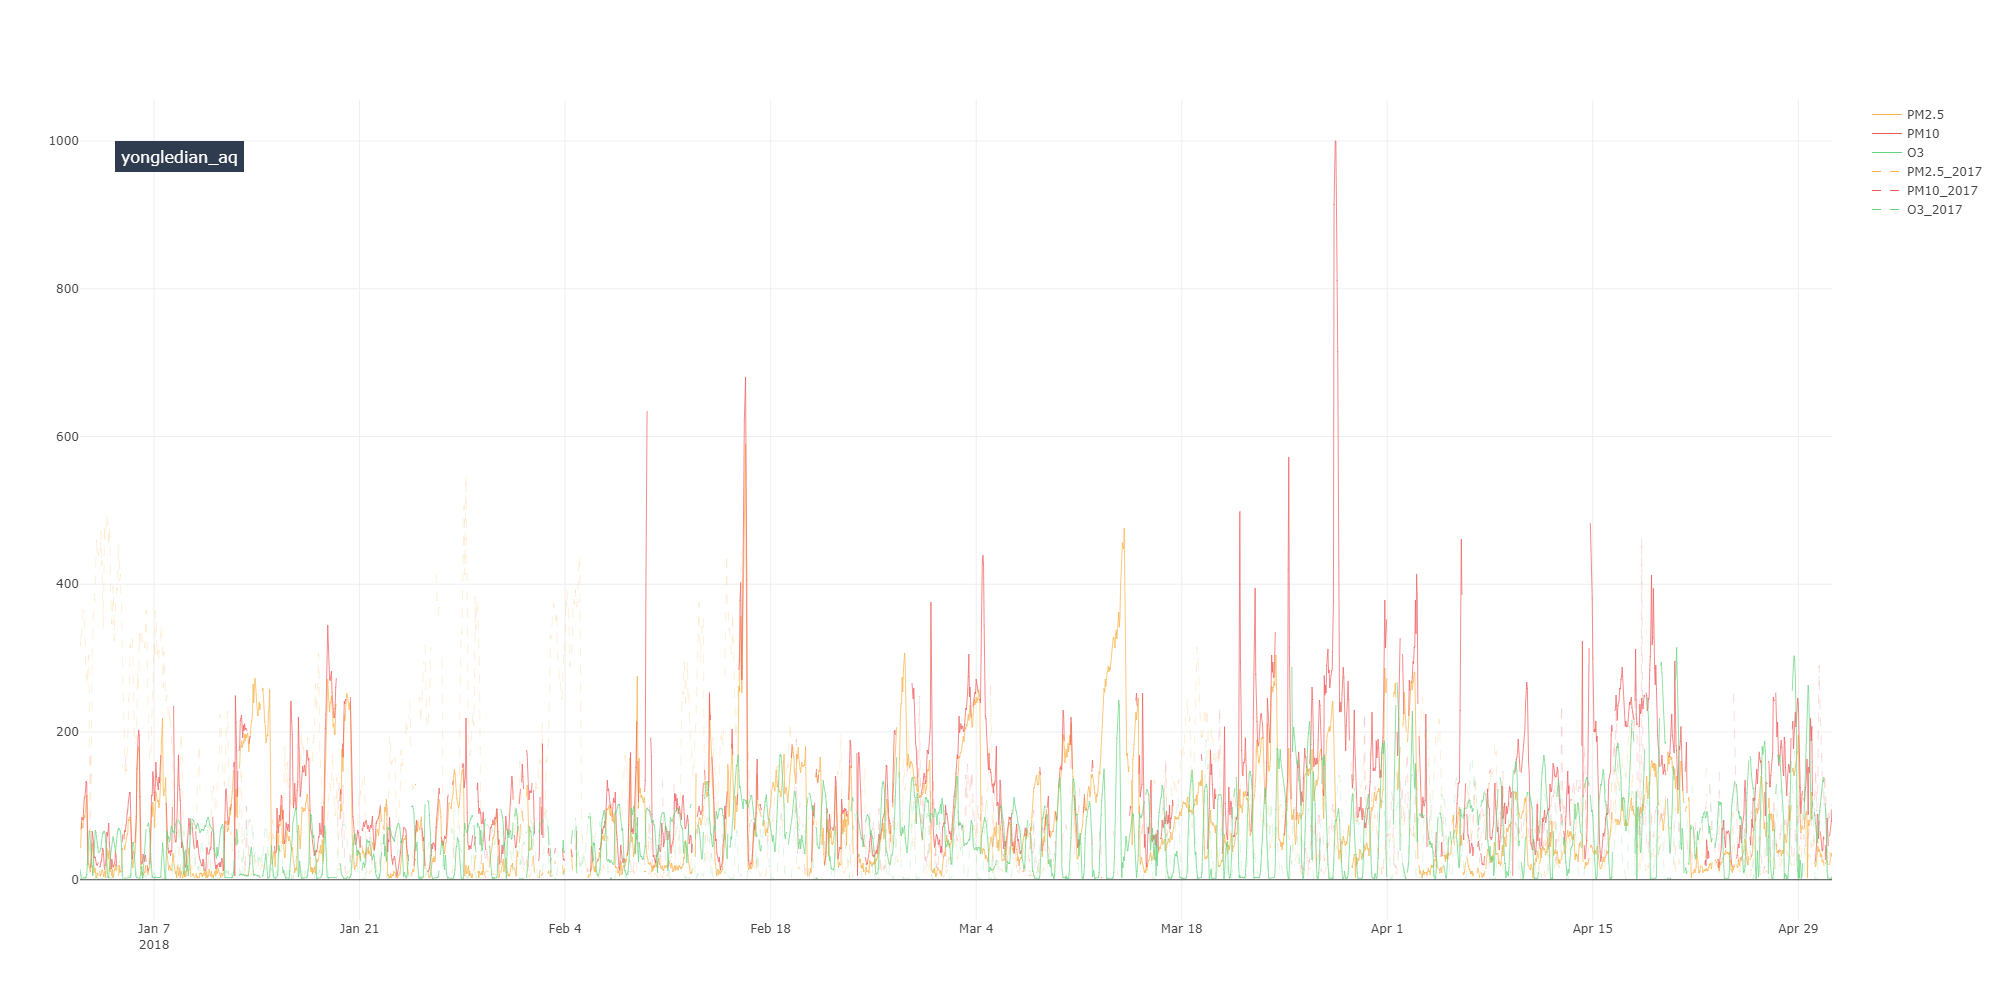 yongledian_aq
1000
800
600
400
200
0
Jan 7
2018
Jan 21
Feb 4
Feb 18
Mar 4
Mar 18
Apr 1
Apr 15
Apr 29
PM2.5
PM10
O3
PM2.5_2017
PM10_2017
O3_2017